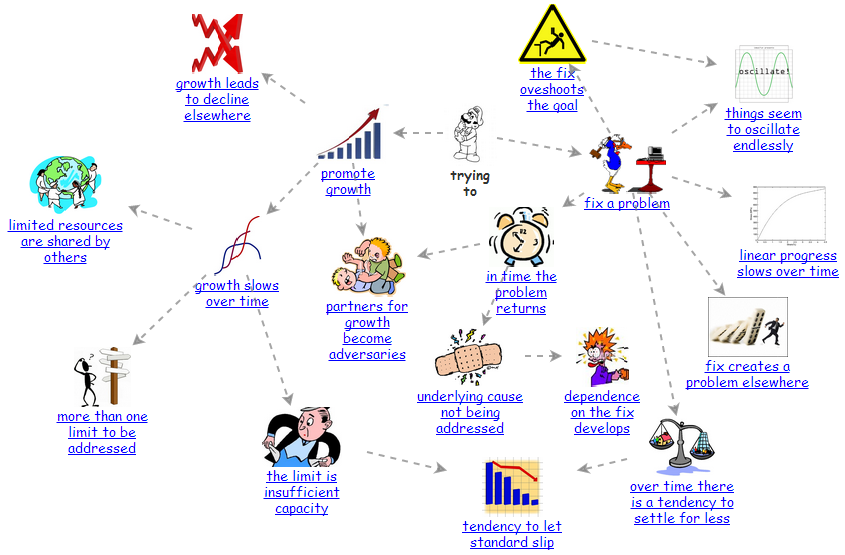 growth leads
to decline
elsewhere
the fix
oveshoots
the goal
oscillate!
things seem
to oscillate
endlessly
promote
growth
trying
to
fix a problem
limited resources
are shared by
others
growth slows
over time
partners for
growth
become
adversaries
in time the
problem
returns
linear progress
slows over time
fix creates a
problem elsewhere
more than one
limit to be
addressed
underlying cause
not being
addressed
dependence
on the fix
develops
the limit is
insufficient
capacity
tendency to let
standard slip
over time there
is a tendency to
settle for less